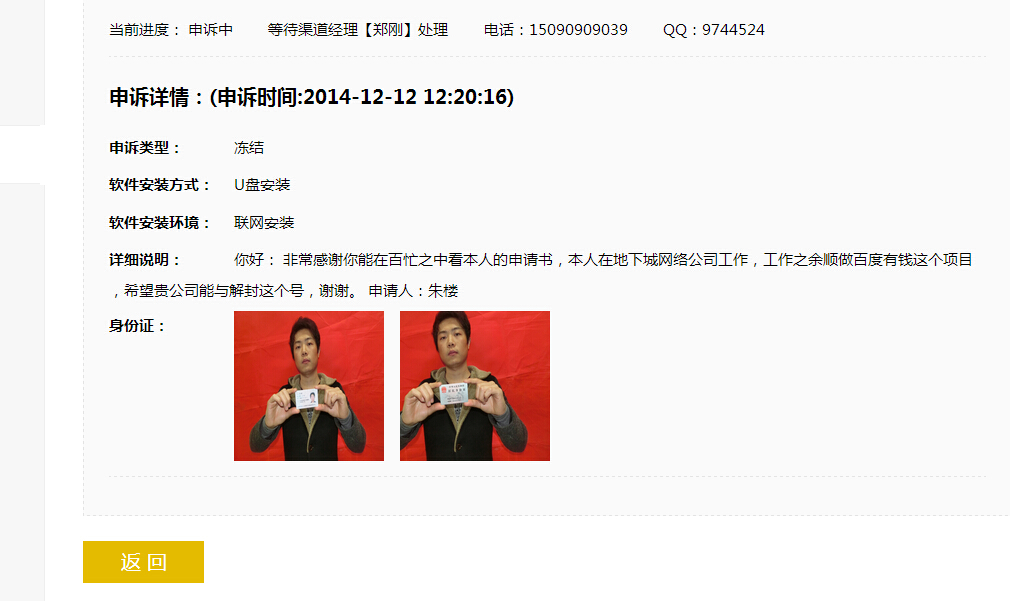 当前进度： 申诉中 等待渠道经理【郑刚】处理 电话：15090909039 QQ：9744524
申诉详情：(申诉时间:2014-12-12 12:20:16)
申诉类型： 冻结
软件安装方式： U盘安装
软件安装环境： 联网安装
详细说明： 你好： 非常感谢你能在百忙之中看本人的申请书，本人在地下城网络公司工作，工作之余顺做百度有钱这个项目
，希望贵公司能与解封这个号，谢谢。 申请人：朱楼
身份证：
返 回